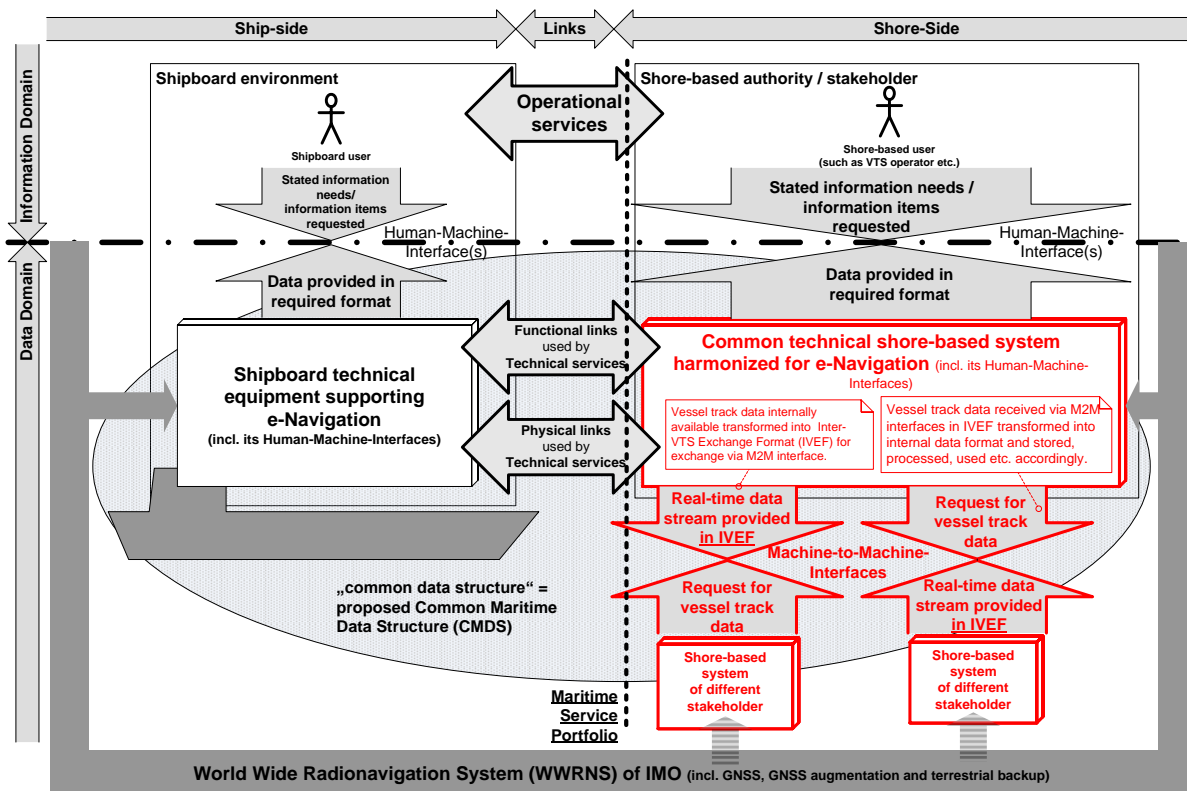 Ship-side
Links
Shore-Side
Information Domain
Data Domain
Shipboard environment
Shore-based authority / stakeholder
Operational
services
Shipboard user
Shore-based user
(such as VTS operator etc.)
Stated information
needs/
information items
requested
Stated information needs /
information items
requested
Human-Machine-
Interface(s)
Human-Machine-
Interface(s)
Data provided in
required format
Data provided in
required format
Shipboard technical
equipment supporting
e-Navigation
(incl. its Human-Machine-Interfaces)
Functional links
used by
Technical services
Physical links
used by
Technical services
Common technical shore-based system
harmonized for e-Navigation (incl. its Human-Machine-
Interfaces)
Vessel track data internally
available transformed into Inter-
VTS Exchange Format (IVEF) for
exchange via M2M interface.
Vessel track data received via M2M
interfaces in IVEF transformed into
internal data format and stored,
processed, used etc. accordingly.
Real-time data
stream provided
in IVEF
Request for
vessel track
data
Machine-to-Machine-
Interfaces
Request for
vessel track
data
Real-time data
stream provided
in IVEF
„common data structure“ =
proposed Common Maritime
Data Structure (CMDS)
Shore-based
system
of different
stakeholder
Shore-based
system
of different
stakeholder
Maritime
Service
Portfolio
World Wide Radionavigation System (WWRNS) of IMO (incl. GNSS, GNSS augmentation and terrestrial backup)